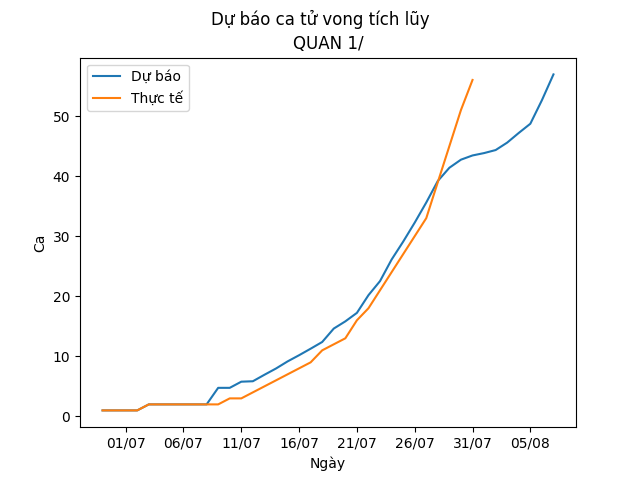 Dự báo ca tử vong tích lũy
QUAN 1/
Dự báo
Thực tế
Ca
50
40
30
20
10
0
01/07 06/07 11/07 16/07 21/07 26/07 31/07 05/08
Ngày